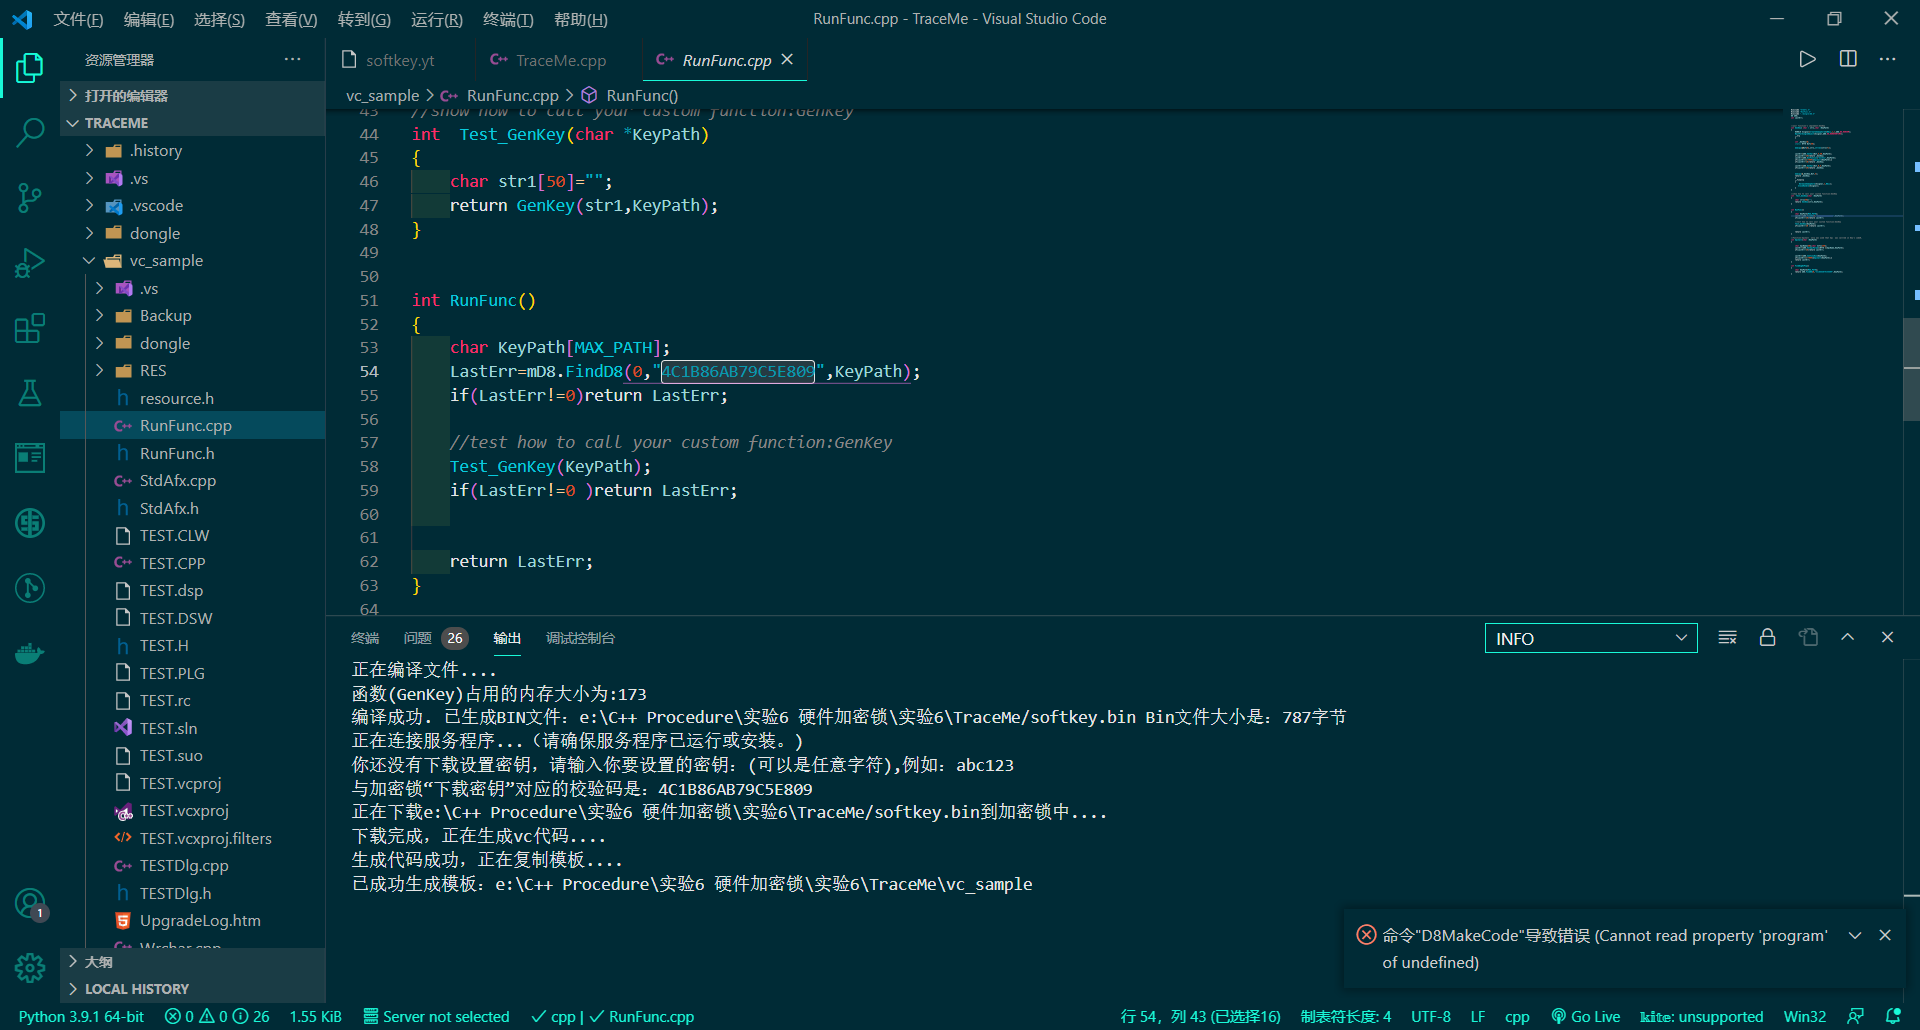 文件(F) 编辑(E) 选择(S) 查看(V) 转到(G) 运行(R) 终端(T) 帮助(H)
RunFunc.cpp - TraceMe - Visual Studio Code
资源管理器
打开的编辑器
TRACEME
.history
.vs
.vscode
dongle
vc_sample
.vs
Backup
dongle
RES
resource.h
RunFunc.cpp
RunFunc.h
StdAfx.cpp
StdAfx.h
TEST.CLW
TEST.CPP
TEST.dsp
TEST.DSW
TEST.H
TEST.PLG
TEST.rc
TEST.sln
TEST.suo
TEST.vcproj
TEST.vcxproj
TEST.vcxproj.filters
TESTDlg.cpp
TESTDlg.h
UpgradeLog.htm
Wrchar.cpp
大纲
LOCAL HISTORY
1
softkey.yt TraceMe.cpp RunFunc.cpp
vc_sample > RunFunc.cpp > RunFunc()
43 //show how to call your custom function:GenKey
44 int  Test_GenKey(char *KeyPath)
45 {
46     char str1[50]="";
47     return GenKey(str1,KeyPath);
48 }
49
50
51 int RunFunc()
52 {
53     char KeyPath[MAX_PATH];
54     LastErr=mD8.FindD8(0,"4C1B86AB79C5E809",KeyPath);
55     if(LastErr!=0)return LastErr;
56
57     //test how to call your custom function:GenKey
58     Test_GenKey(KeyPath);
59     if(LastErr!=0 )return LastErr;
60
61
62     return LastErr;
63 }
64
终端 问题 26 输出 调试控制台
INFO
正在编译文件....
函数(GenKey)占用的内存大小为:173
编译成功. 已生成BIN文件: e:\C++ Procedure\实验6 硬件加密锁\实验6\TraceMe/softkey.bin Bin文件大小是: 787字节
正在连接服务程序...（请确保服务程序已运行或安装。）
你还没有下载设置密钥，请输入你要设置的密钥: (可以是任意字符),例如: abc123
与加密锁“下载密钥”对应的校验码是: 4C1B86AB79C5E809
正在下载e:\C++ Procedure\实验6 硬件加密锁\实验6\TraceMe/softkey.bin到加密锁中....
下载完成，正在生成vc代码....
生成代码成功，正在复制模板....
已成功生成模板: e:\C++ Procedure\实验6 硬件加密锁\实验6\TraceMe\vc_sample
命令"D8MakeCode"导致错误 (Cannot read property 'program'
of undefined)
Python 3.9.1 64-bit 0 0 26 1.55 KiB Server not selected cpp | RunFunc.cpp 行 54，列 43 (已选择16) 制表符长度: 4 UTF-8 LF cpp Go Live kite: unsupported Win32